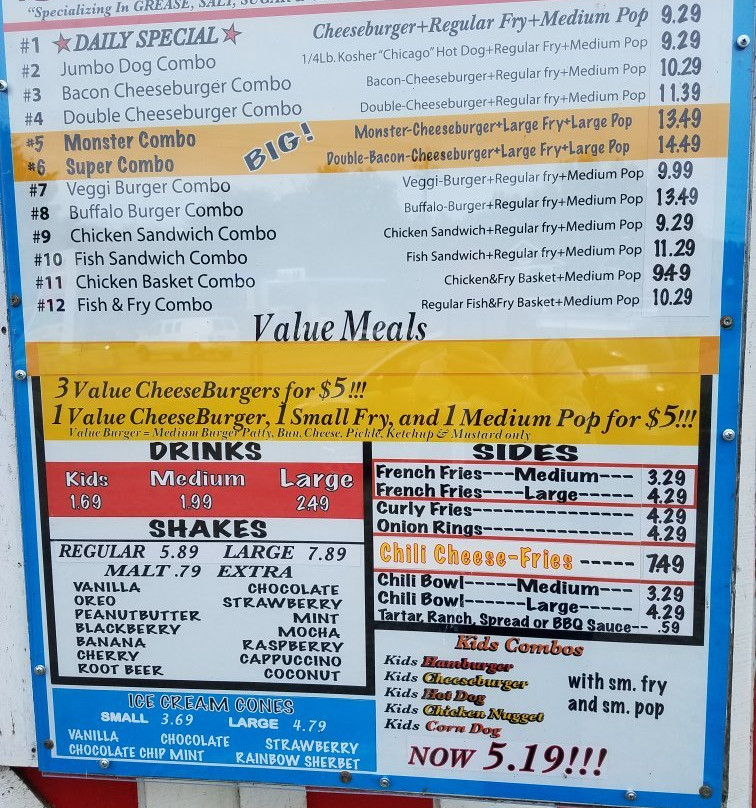 "Specializing In GREASE, SALT, SUGAR &
#1 ★DAILY SPECIAL★ Cheeseburger+Regular Fry+Medium Pop 9.29
#2 Jumbo Dog Combo 1/4Lb. Kosher "Chicago" Hot Dog+Regular Fry+Medium Pop 9.29
#3 Bacon Cheeseburger Combo Bacon-Cheeseburger+Regular Fry+Medium Pop 10.29
#4 Double Cheeseburger Combo Double-Cheeseburger+Regular Fry+Medium Pop 11.39
#5 Monster Combo Monster-Cheeseburger+Large Fry+Large Pop 13.49
BIG!
#6 Super Combo Double-Bacon-Cheeseburger+Large Fry+Large Pop 14.49
#7 Veggi Burger Combo Veggi-Burger+Regular fry+Medium Pop 9.99
#8 Buffalo Burger Combo Buffalo-Burger+Regular fry+Medium Pop 13.49
#9 Chicken Sandwich Combo Chicken Sandwich+Regular fry+Medium Pop 9.29
#10 Fish Sandwich Combo Fish Sandwich+Regular fry+Medium Pop 11.29
#11 Chicken Basket Combo Chicken&Fry Basket+Medium Pop 9.49
#12 Fish & Fry Combo Regular Fish&Fry Basket+Medium Pop 10.29
Value Meals
3 Value CheeseBurgers for $5!!!
1 Value CheeseBurger, 1 Small Fry, and 1 Medium Pop for $5!!!
Value Burger = Medium Burger Patty, Bun, Cheese, Pickle, Ketchup & Mustard only
DRINKS
Kids Medium Large
1.69 1.99 2.49
SHAKES
REGULAR 5.89 LARGE 7.89
MALT .79 EXTRA
VANILLA CHOCOLATE
OREO STRAWBERRY
PEANUTBUTTER MINT
BLACKBERRY MOCHA
BANANA RASPBERRY
CHERRY CAPPUCCINO
ROOT BEER COCONUT
ICE CREAM CONES
SMALL 3.69 LARGE 4.79
VANILLA CHOCOLATE STRAWBERRY
CHOCOLATE CHIP MINT RAINBOW SHERBET
SIDES
French Fries----Medium--- 3.29
French Fries----Large----- 4.29
Curly Fries----------------- 4.29
Onion Rings---------------- 4.29
Chili Cheese-Fries ----- 7.49
Chili Bowl------Medium--- 3.29
Chili Bowl-------Large---- 4.29
Tartar, Ranch, Spread or BBQ Sauce-- .59
Kids Combos
Kids Hamburger
Kids Cheeseburger
Kids Hot Dog
Kids Chicken Nugget
Kids Corn Dog
with sm. fry
and sm. pop
NOW 5.19!!!